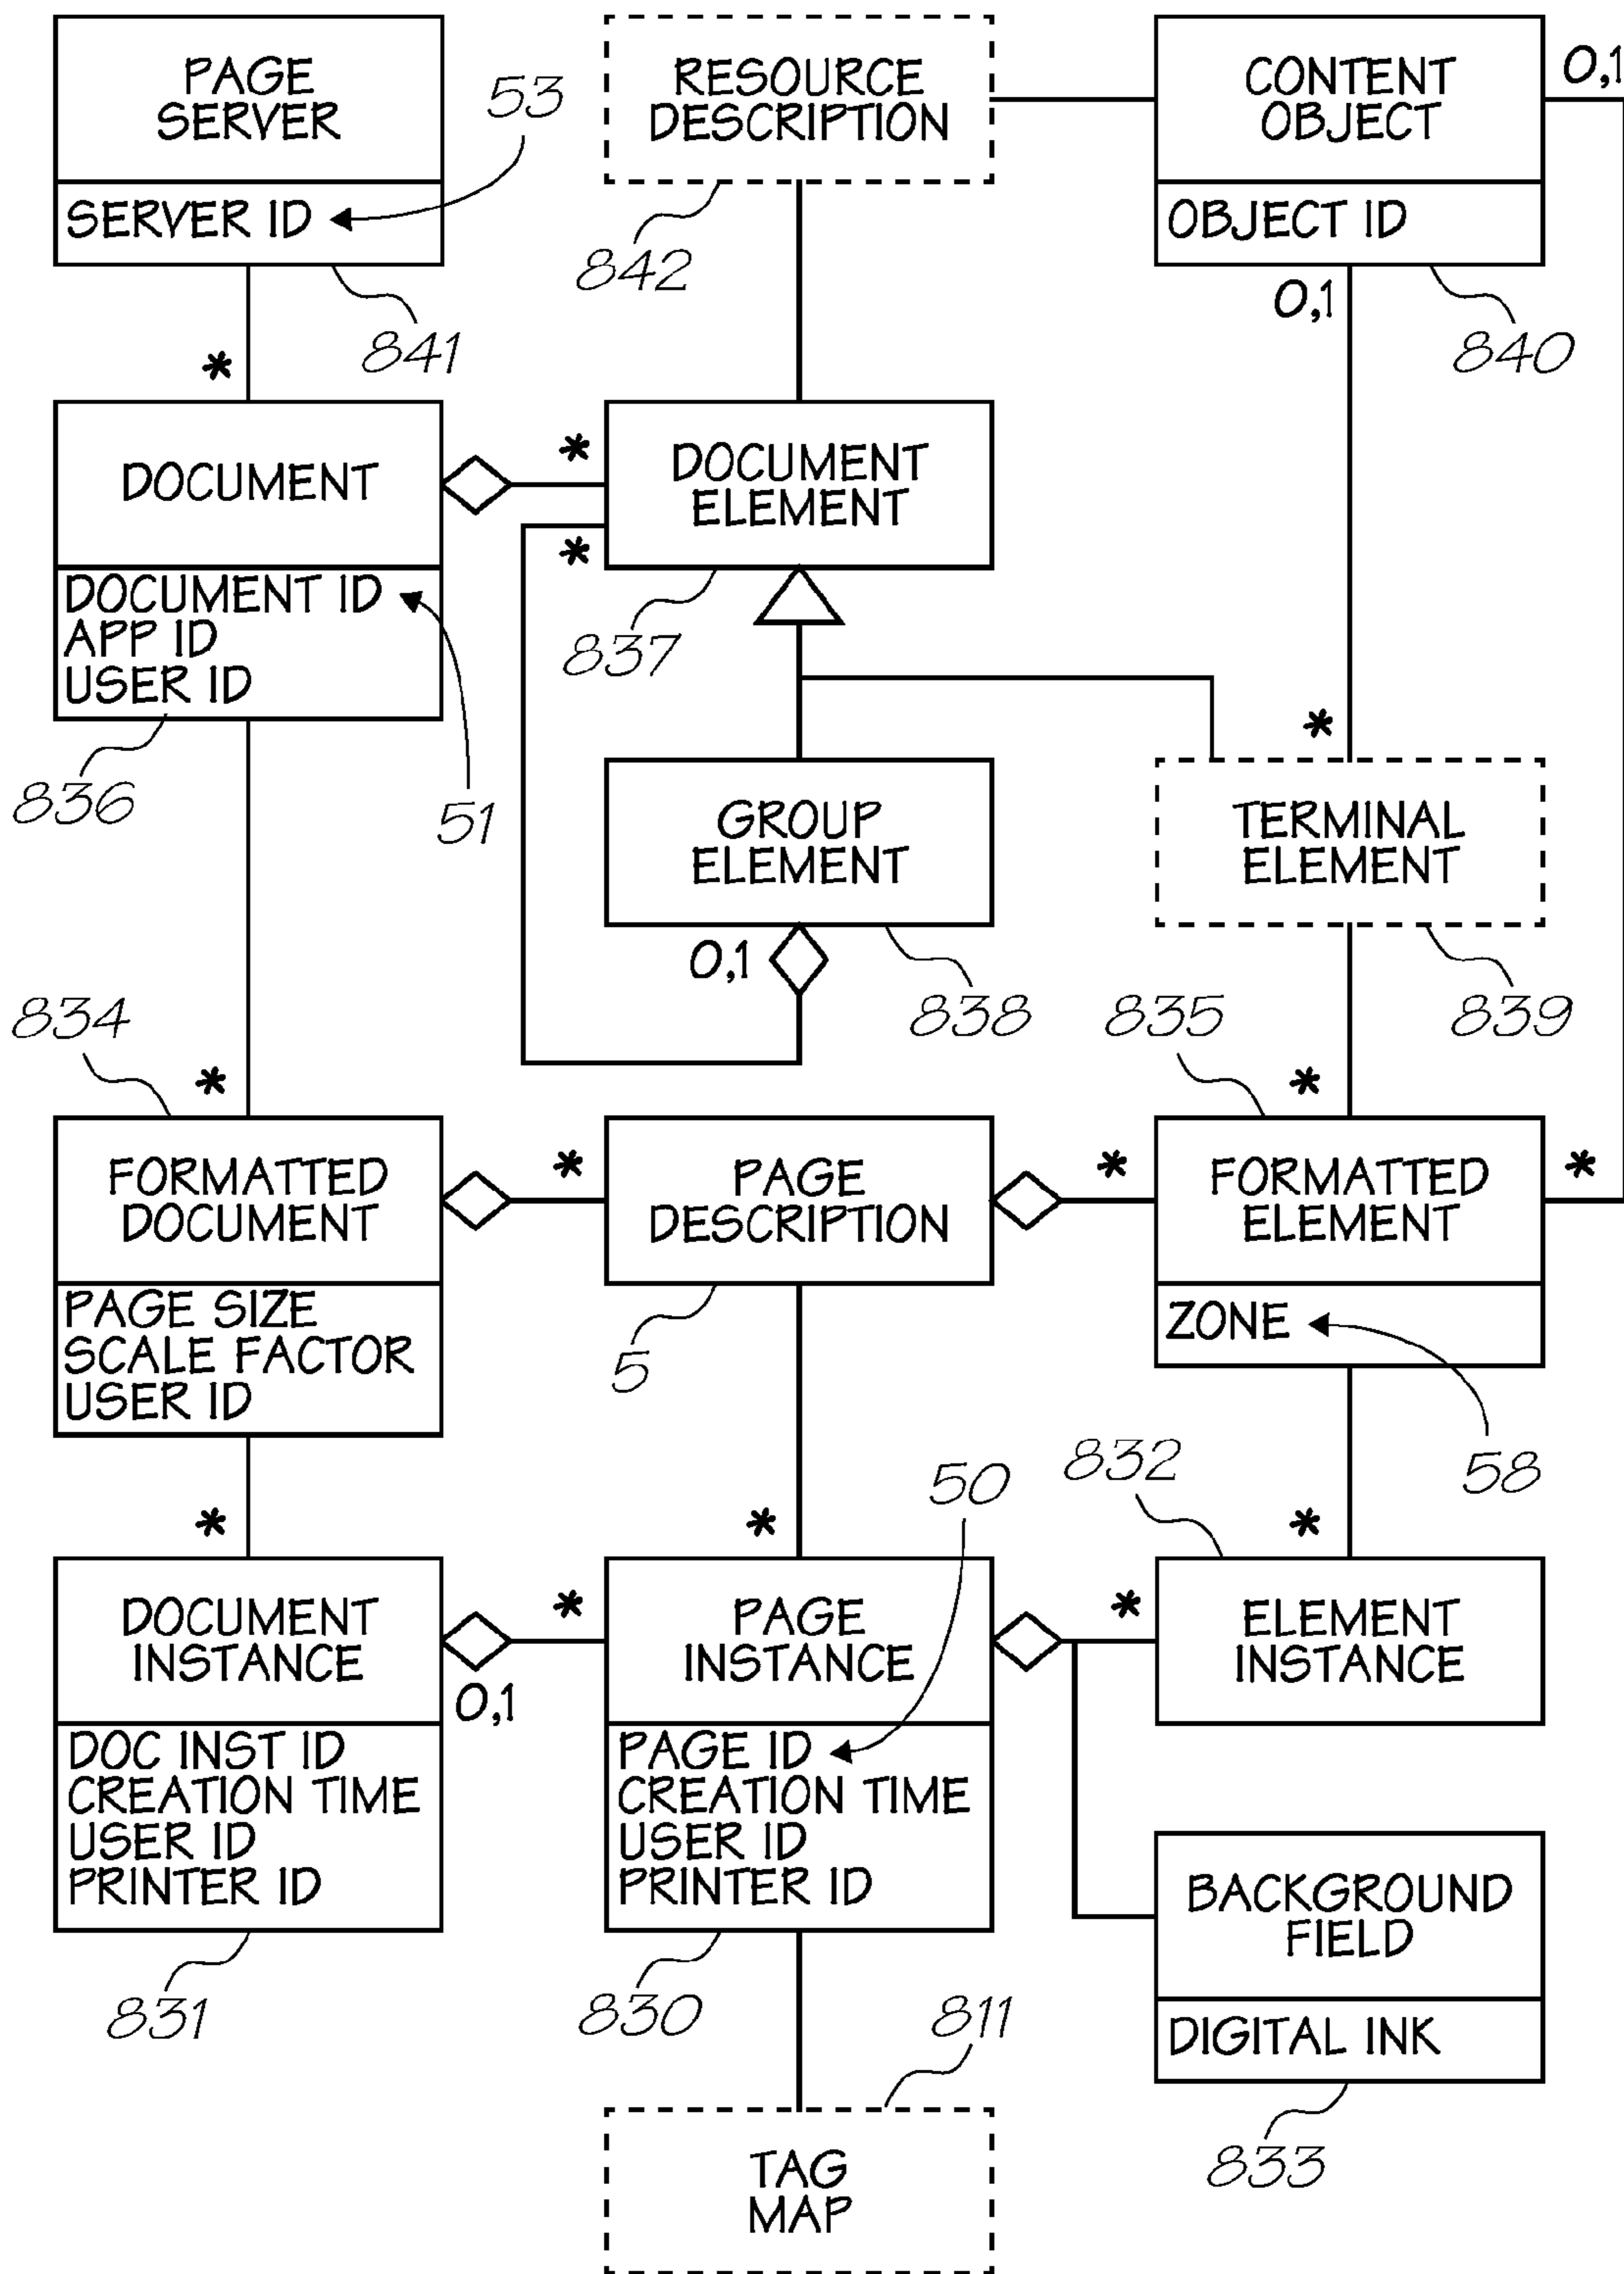 PAGE
SERVER
SERVER ID
53
841
RESOURCE
DESCRIPTION
842
CONTENT
OBJECT
OBJECT ID
0,1
0,1
840
*
DOCUMENT
DOCUMENT ID
APP ID
USER ID
836
51
*
*
DOCUMENT
ELEMENT
837
GROUP
ELEMENT
0,1
838
*
TERMINAL
ELEMENT
839
834
*
FORMATTED
DOCUMENT
PAGE SIZE
SCALE FACTOR
USER ID
*
PAGE
DESCRIPTION
5
835
*
*
*
FORMATTED
ELEMENT
ZONE
58
*
DOCUMENT
INSTANCE
0,1
DOC INST ID
CREATION TIME
USER ID
PRINTER ID
831
50
*
*
PAGE
INSTANCE
PAGE ID
CREATION TIME
USER ID
PRINTER ID
830
832
*
*
ELEMENT
INSTANCE
BACKGROUND
FIELD
DIGITAL INK
833
811
TAG
MAP